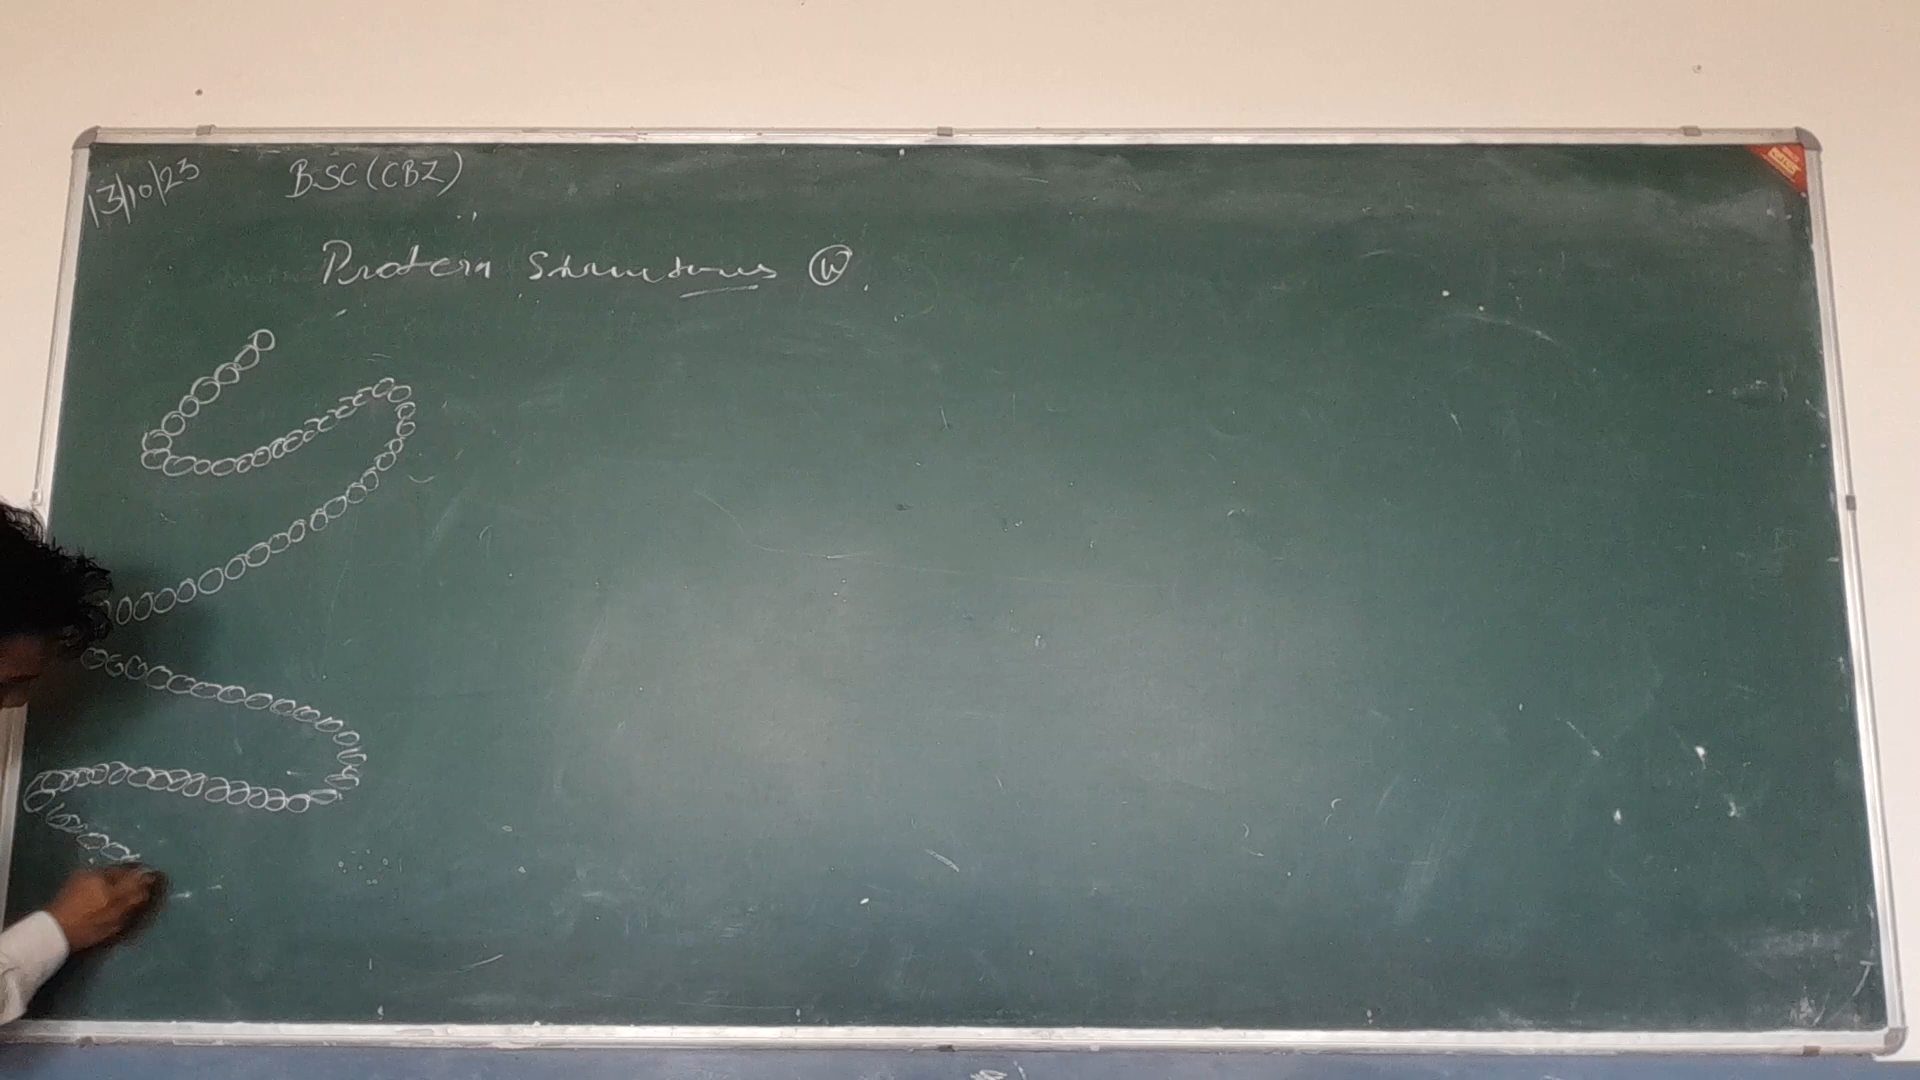 13/10/23 BSC (CBZ)
Protein Structures